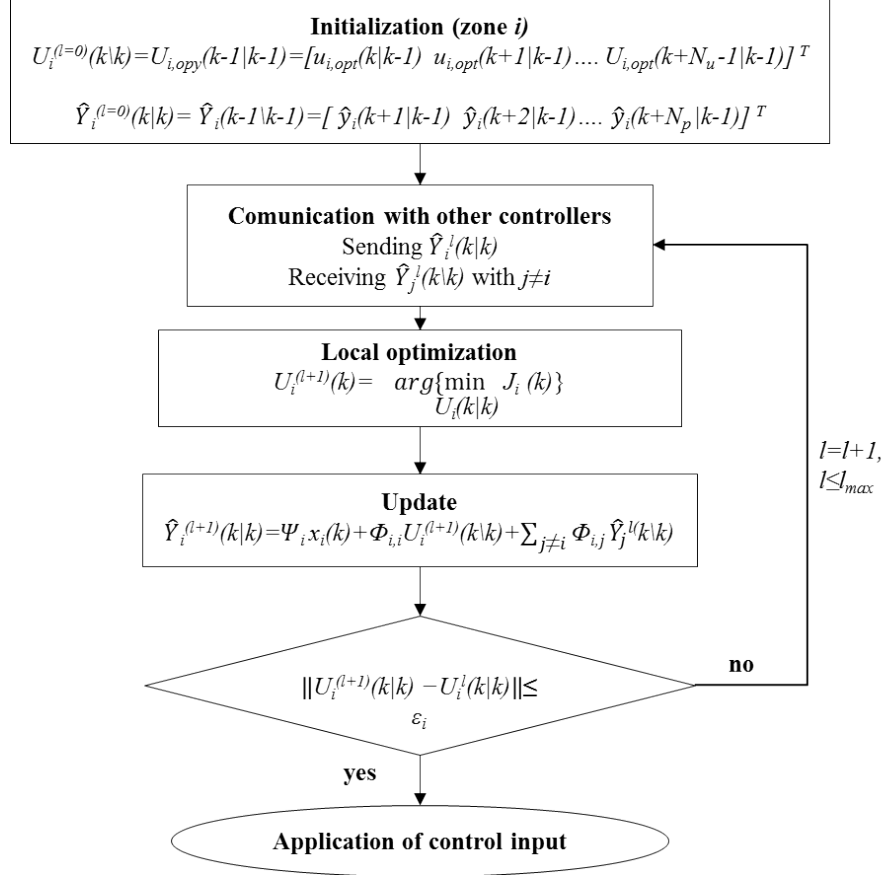 Initialization (zone i)
U_i^(l=0)(k\k)=U_i,opy(k-1|k-1)=[u_i,opt(k|k-1) u_i,opt(k+1|k-1).... U_i,opt(k+N_u-1|k-1)]^T
Ŷ_i^(l=0)(k|k)= Ŷ_i(k-1\k-1)=[ ŷ_i(k+1|k-1) ŷ_i(k+2|k-1).... ŷ_i(k+N_p|k-1)]^T
Comunication with other controllers
Sending Ŷ_i^l(k|k)
Receiving Ŷ_j^l(k\k) with j≠i
Local optimization
U_i^(l+1)(k)= arg{min J_i (k)}
U_i(k|k)
l=l+1,
l≤l_max
Update
Ŷ_i^(l+1)(k|k)=Ψ_i x_i(k)+Φ_i,i U_i^(l+1)(k\k)+∑_j≠i Φ_i,j Ŷ_j^l(k\k)
no
‖U_i^(l+1)(k|k) −U_i^l(k|k)‖≤
ε_i
yes
Application of control input